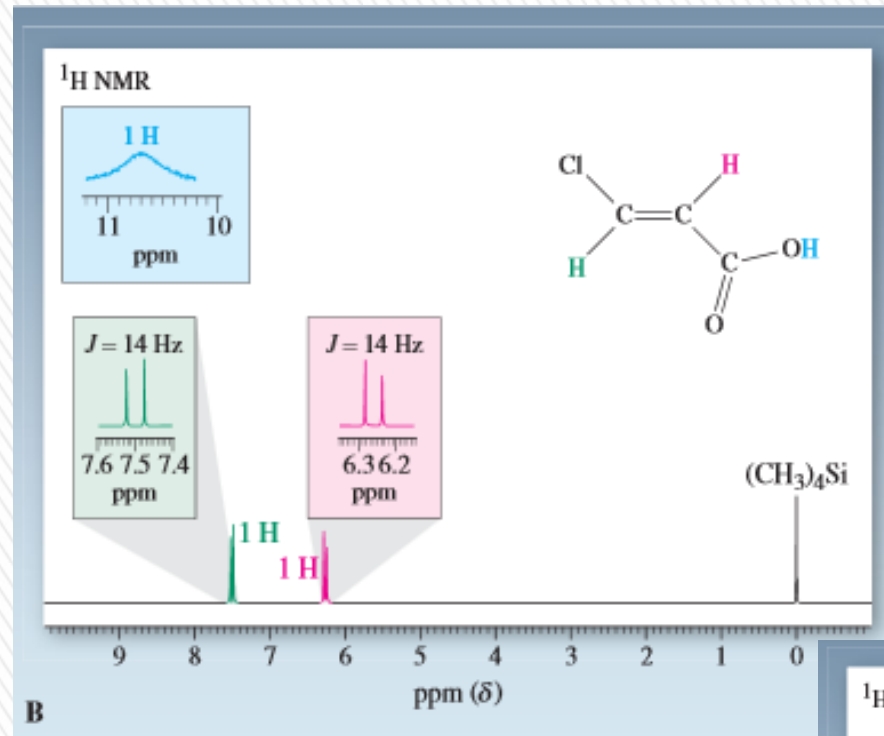 ¹H NMR
1 H
11 10
ppm
Cl
H
C=C
H
C—OH
O
J = 14 Hz
7.6 7.5 7.4
ppm
J = 14 Hz
6.3 6.2
ppm
(CH₃)₄Si
1 H
1 H
9 8 7 6 5 4 3 2 1 0
ppm (δ)
B
¹H